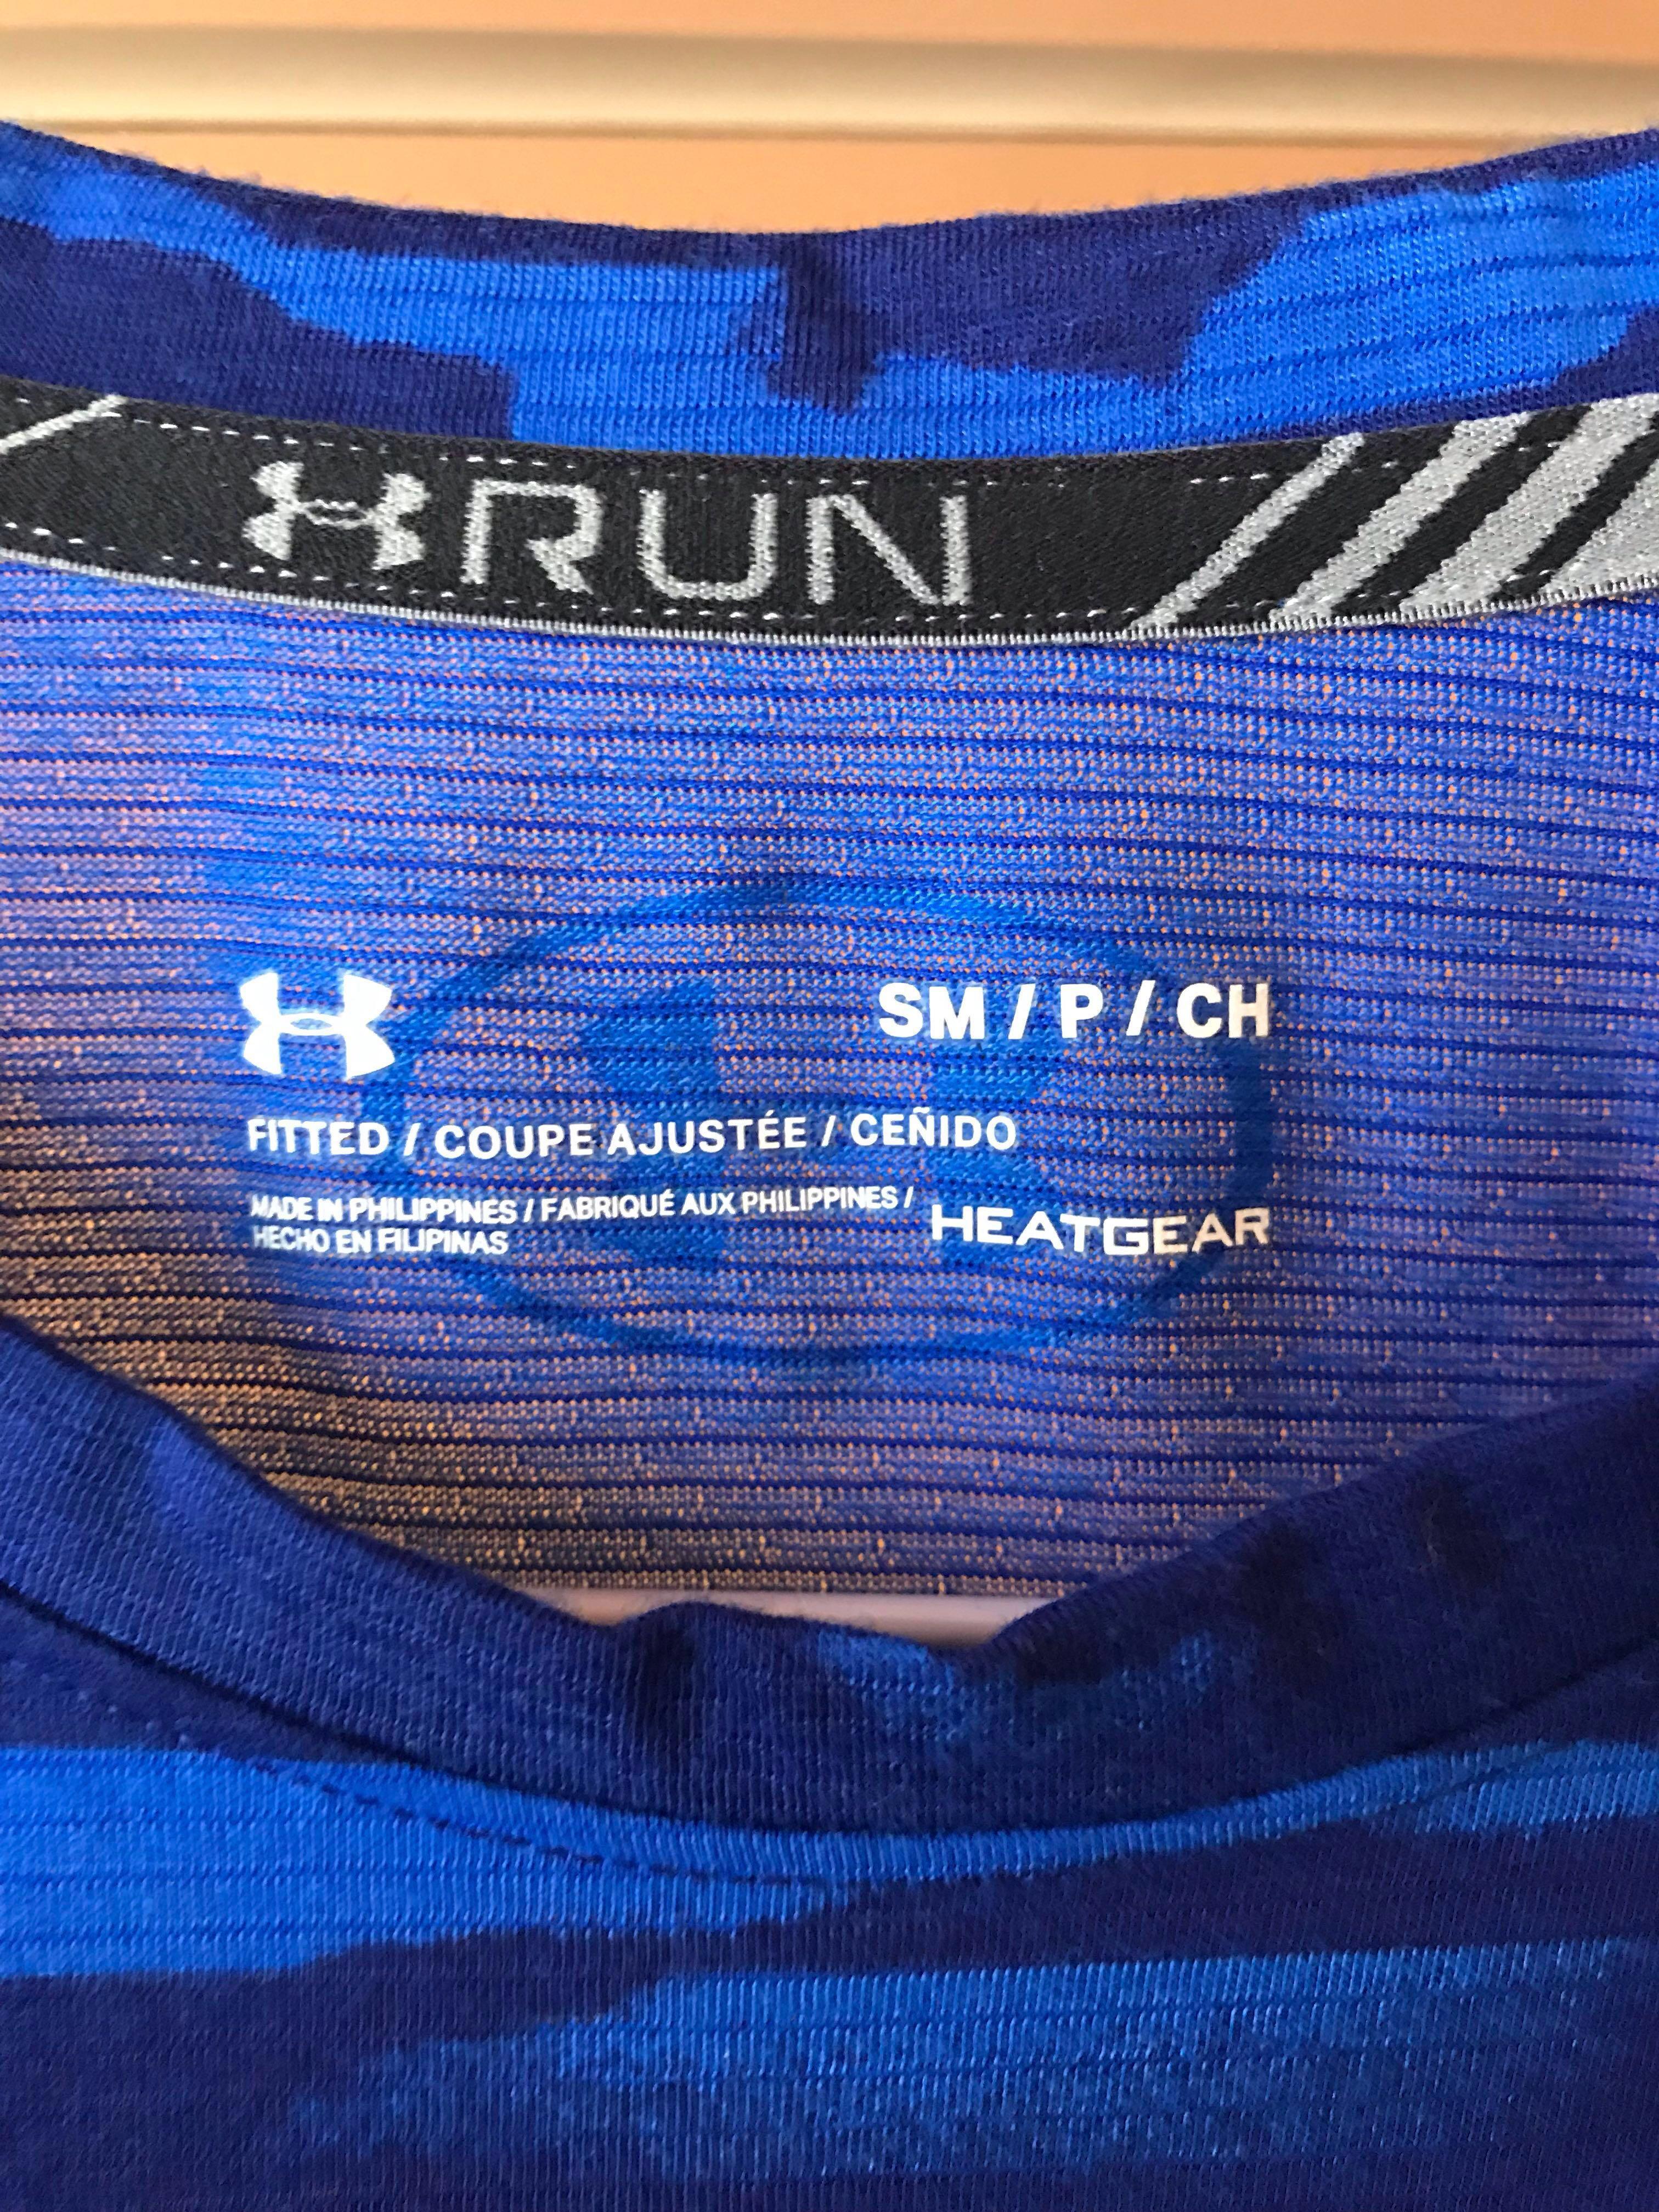 RUN
SM / P / CH
FITTED / COUPE AJUSTÉE / CEÑIDO
MADE IN PHILIPPINES / FABRIQUÉ AUX PHILIPPINES /
HECHO EN FILIPINAS
HEATGEAR